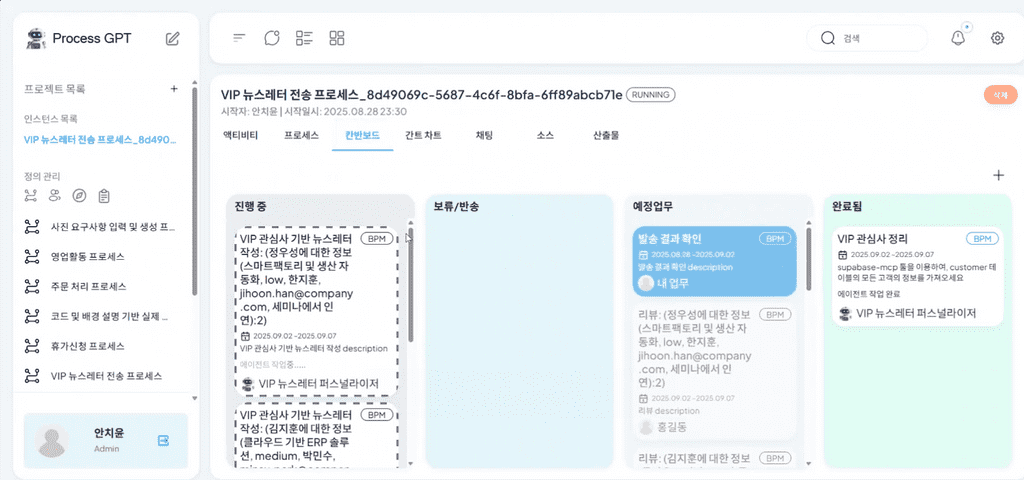 Process GPT
검색
프로젝트 목록
+
인스턴스 목록
VIP 뉴스레터 전송 프로세스_8d490...
정의 관리
사진 요구사항 입력 및 생성 프...
영업활동 프로세스
주문 처리 프로세스
코드 및 배경 설명 기반 실제 ...
휴가신청 프로세스
VIP 뉴스레터 전송 프로세스
안치윤
Admin
VIP 뉴스레터 전송 프로세스_8d49069c-5687-4c6f-8bfa-6ff89abcb71e RUNNING
삭제
시작자: 안치윤 | 시작일시: 2025.08.28 23:30
액티비티 프로세스 칸반보드 간트 차트 채팅 소스 산출물
+
진행 중
VIP 관심사 기반 뉴스레터 BPM
작성: (정우성에 대한 정보
(스마트팩토리 및 생산 자
동화, low, 한지훈,
jihoon.han@company
.com, 세미나에서 인
연):2)
2025.09.02 ~2025.09.07
VIP 관심사 기반 뉴스레터 작성 description
에이전트 작업중.....
VIP 뉴스레터 퍼스널라이저
VIP 관심사 기반 뉴스레터 BPM
작성: (김지훈에 대한 정보
(클라우드 기반 ERP 솔루
션, medium, 박민수,
보류/반송
예정업무
발송 결과 확인 BPM
2025.08.28 ~2025.09.02
발송 결과 확인 description
내 업무
리뷰: (정우성에 대한 정보 BPM
(스마트팩토리 및 생산 자
동화, low, 한지훈,
jihoon.han@company
.com, 세미나에서 인
연):2)
2025.09.02 ~2025.09.07
리뷰 description
홍길동
리뷰: (김지훈에 대한 정보 BPM
완료됨
VIP 관심사 정리 BPM
2025.09.02 ~2025.09.07
supabase-mcp 툴을 이용하여, customer 테
이블의 모든 고객의 정보를 가져오세요
에이전트 작업 완료
VIP 뉴스레터 퍼스널라이저